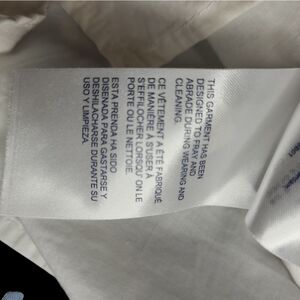 THIS GARMENT HAS BEEN
DESIGNED TO FRAY AND
ABRADE DURING WEAR AND
CLEANING
CE VÊTEMENT A ÉTÉ FABRIQUÉ
DE MANIÈRE À S'USER À
S'EFFILOCHER LORSQU'ON LE
PORTE OU LE NETTOIE.
ESTA PRENDA HA SIDO
DISENADA PARA GASTARSE Y
DESHILACHARSE DURANTE SU
USO Y LIMPIEZA.